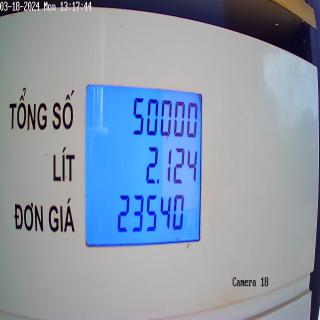 03-18-2024 Mon 13:17:44
TỔNG SỐ 50000
LÍT 2.124
ĐƠN GIÁ 23540
Camera 18